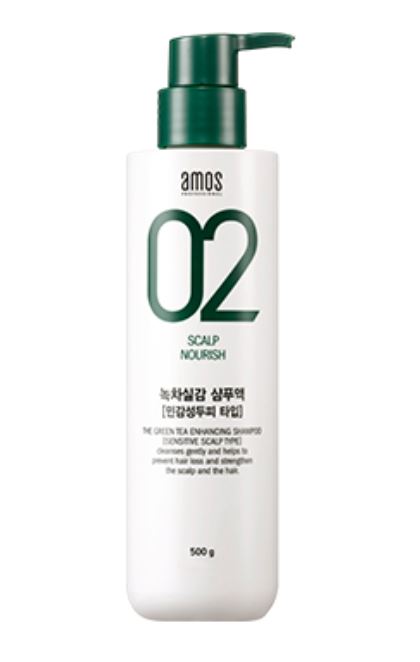 amos
PROFESSIONAL
02
SCALP
NOURISH
녹차실감 샴푸액
[민감성두피 타입]
THE GREEN TEA ENHANCING SHAMPOO
[SENSITIVE SCALP TYPE]
cleanses gently and helps to
prevent hair loss and strengthen
the scalp and the hair.
500 g